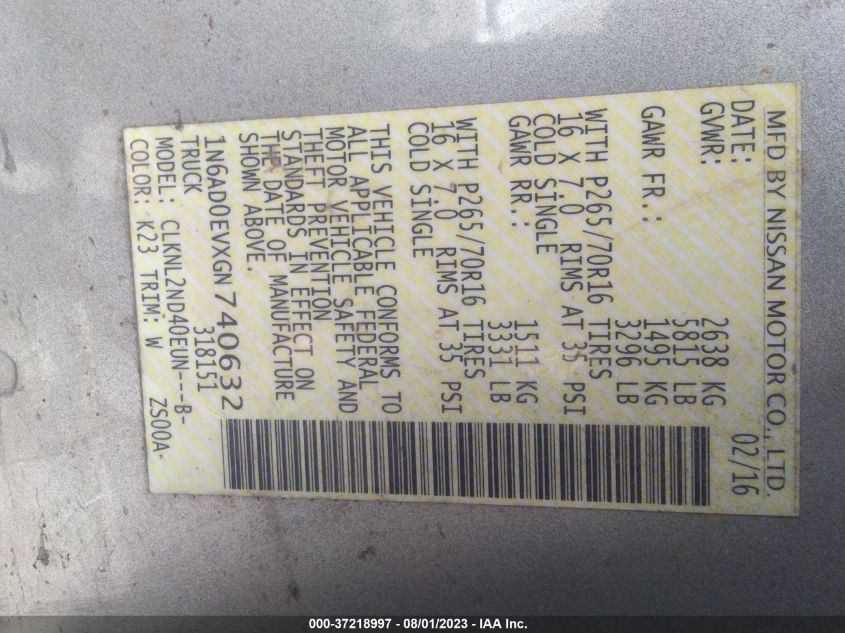 MFD BY NISSAN MOTOR CO., LTD.
DATE: 02/16
GVWR: 2638 KG
5815 LB
GAWR FR.: 1495 KG
3296 LB
WITH P265/70R16 TIRES
16 X 7.0 RIMS AT 35 PSI
COLD SINGLE
GAWR RR.: 1511 KG
3331 LB
WITH P265/70R16 TIRES
16 X 7.0 RIMS AT 35 PSI
COLD SINGLE
THIS VEHICLE CONFORMS TO
ALL APPLICABLE FEDERAL
MOTOR VEHICLE SAFETY AND
THEFT PREVENTION
STANDARDS IN EFFECT ON
THE DATE OF MANUFACTURE
SHOWN ABOVE.
1N6AD0EVXGN740632
TRUCK 318151
MODEL: CLKNL2ND40EUN---B-
COLOR: K23 TRIM: W ZS00A-
000-37218997 - 08/01/2023 - IAA Inc.